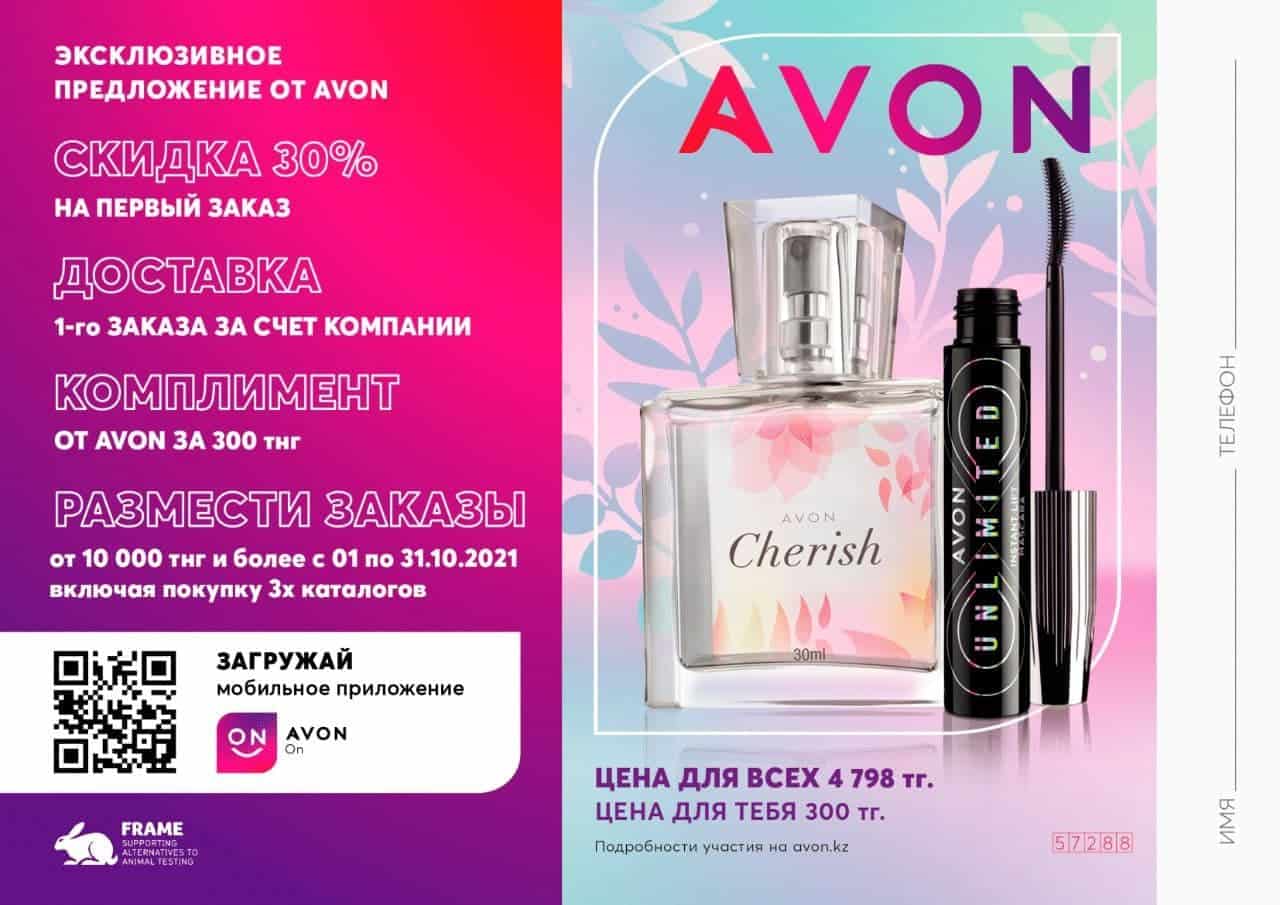 ЭКСКЛЮЗИВНОЕ
ПРЕДЛОЖЕНИЕ ОТ AVON
СКИДКА 30%
НА ПЕРВЫЙ ЗАКАЗ
ДОСТАВКА
1-го ЗАКАЗА ЗА СЧЕТ КОМПАНИИ
КОМПЛИМЕНТ
ОТ AVON ЗА 300 тнг
РАЗМЕСТИ ЗАКАЗЫ
от 10 000 тнг и более с 01 по 31.10.2021
включая покупку 3х каталогов
ЗАГРУЖАЙ
мобильное приложение
ON
AVON
On
FRAME
SUPPORTING
ALTERNATIVES TO
ANIMAL TESTING
AVON
AVON
Cherish
30ml
UNLIMITED
AVON
INSTANT LIFT
MASCARA
ЦЕНА ДЛЯ ВСЕХ 4 798 тг.
ЦЕНА ДЛЯ ТЕБЯ 300 тг.
Подробности участия на avon.kz
57288
ИМЯ
ТЕЛЕФОН